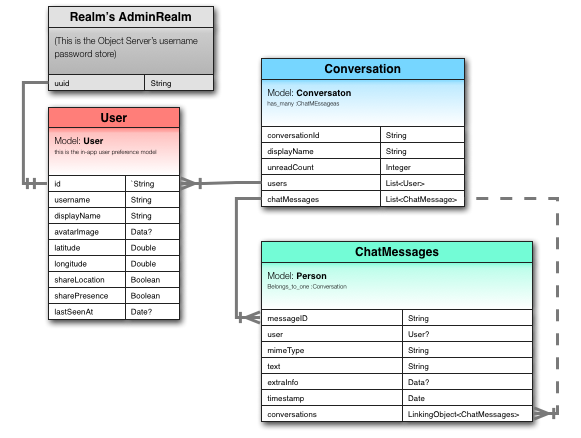 Realm's AdminRealm
(This is the Object Server's username
password store)
uuid String
User
Model: User
this is the in-app user preference model
id `String
username String
displayName String
avatarImage Data?
latitude Double
longitude Double
shareLocation Boolean
sharePresence Boolean
lastSeenAt Date?
Conversation
Model: Conversaton
has_many :ChatMEssageas
conversationId String
displayName String
unreadCount Integer
users List<User>
chatMessages List<ChatMessage>
ChatMessages
Model: Person
Belongs_to_one :Conversation
messageID String
user User?
mimeType String
text String
extraInfo Data?
timestamp Date
conversations LinkingObject<ChatMessages>